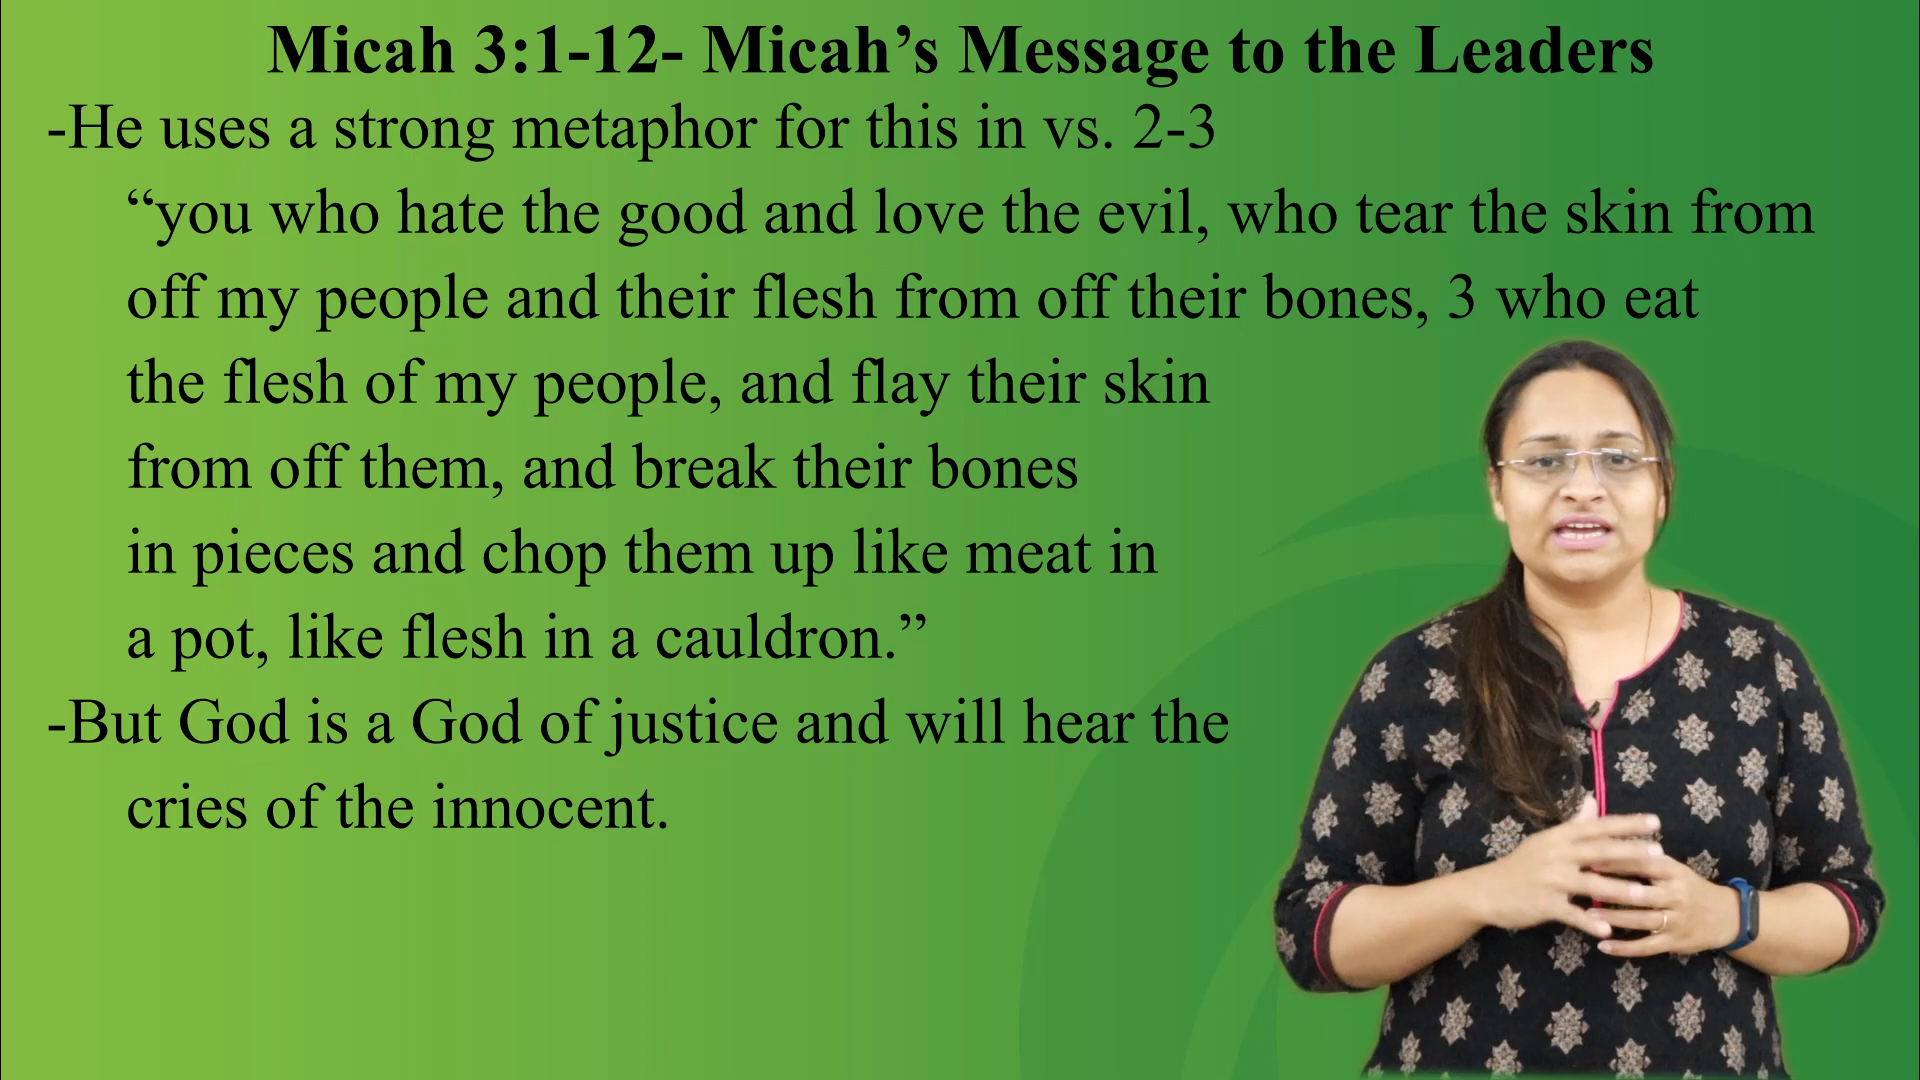 Micah 3:1-12- Micah’s Message to the Leaders
-He uses a strong metaphor for this in vs. 2-3
“you who hate the good and love the evil, who tear the skin from
off my people and their flesh from off their bones, 3 who eat
the flesh of my people, and flay their skin
from off them, and break their bones
in pieces and chop them up like meat in
a pot, like flesh in a cauldron.”
-But God is a God of justice and will hear the
cries of the innocent.